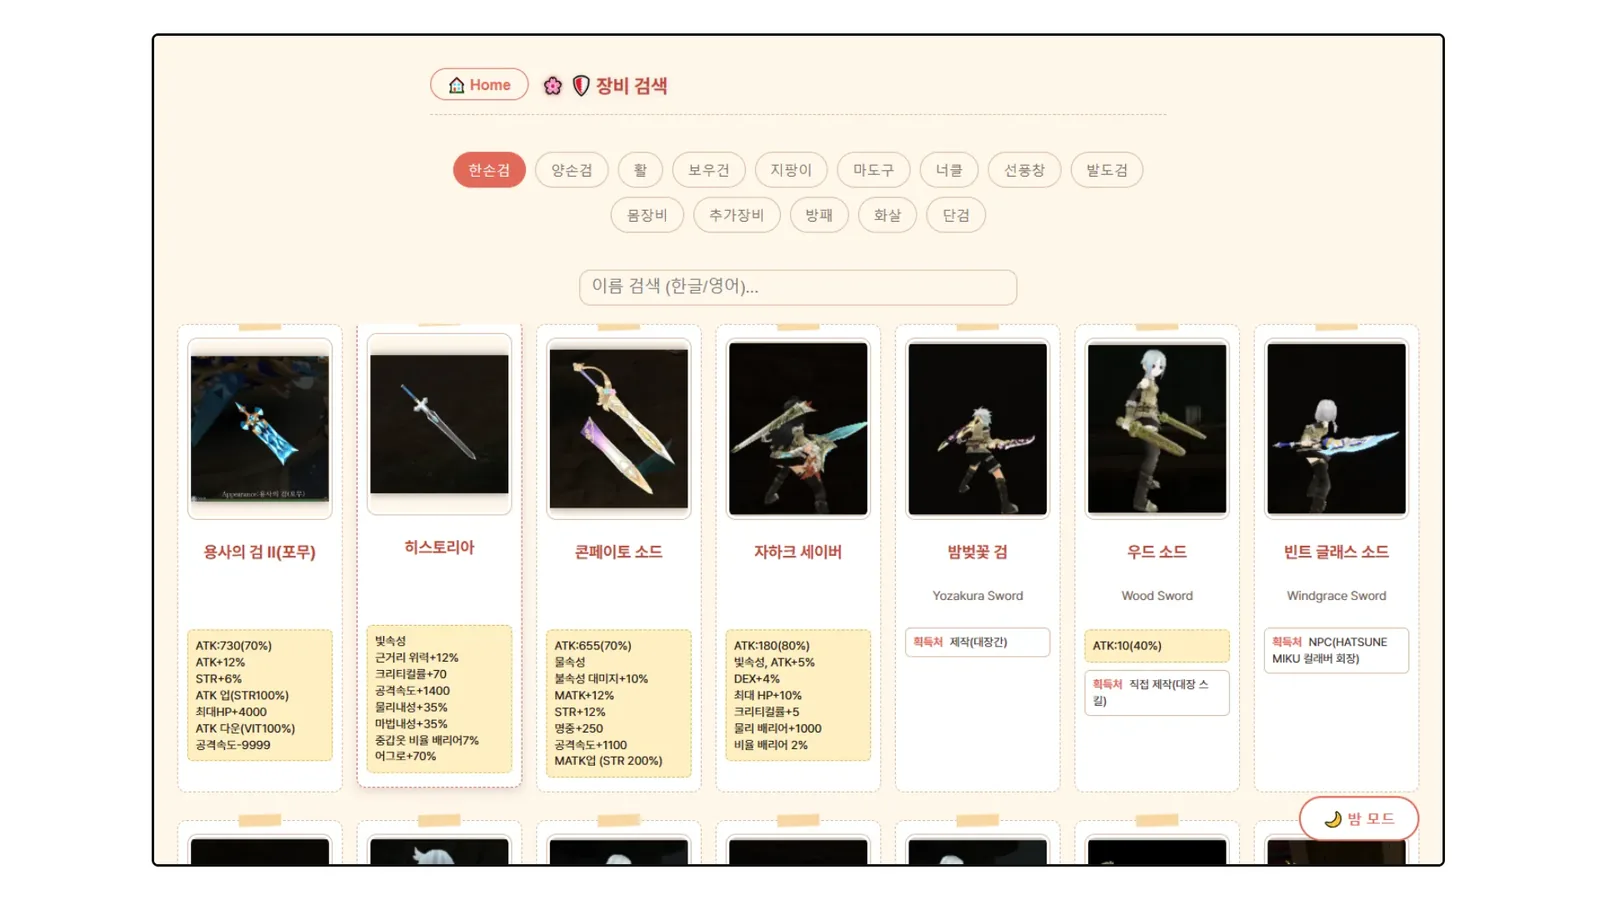 Home
장비 검색
한손검
양손검
활
보우건
지팡이
마도구
너클
선풍창
발도검
몸장비
추가장비
방패
화살
단검
이름 검색 (한글/영어)...
Appearance:용사의 검(포무)
용사의 검 II(포무)
ATK:730(70%)
ATK+12%
STR+6%
ATK 업(STR100%)
최대HP+4000
ATK 다운(VIT100%)
공격속도-9999
히스토리아
빛속성
근거리 위력+12%
크리티컬률+70
공격속도+1400
물리내성+35%
마법내성+35%
중갑옷 비율 배리어7%
어그로+70%
콘페이토 소드
ATK:655(70%)
물속성
불속성 대미지+10%
MATK+12%
STR+12%
명중+250
공격속도+1100
MATK업 (STR 200%)
자하크 세이버
ATK:180(80%)
빛속성, ATK+5%
DEX+4%
최대 HP+10%
크리티컬률+5
물리 배리어+1000
비율 배리어 2%
밤벚꽃 검
Yozakura Sword
획득처 제작(대장간)
우드 소드
Wood Sword
ATK:10(40%)
획득처 직접 제작(대장 스
킬)
빈트 글래스 소드
Windgrace Sword
획득처 NPC(HATSUNE
MIKU 컬래버 회장)
밤 모드